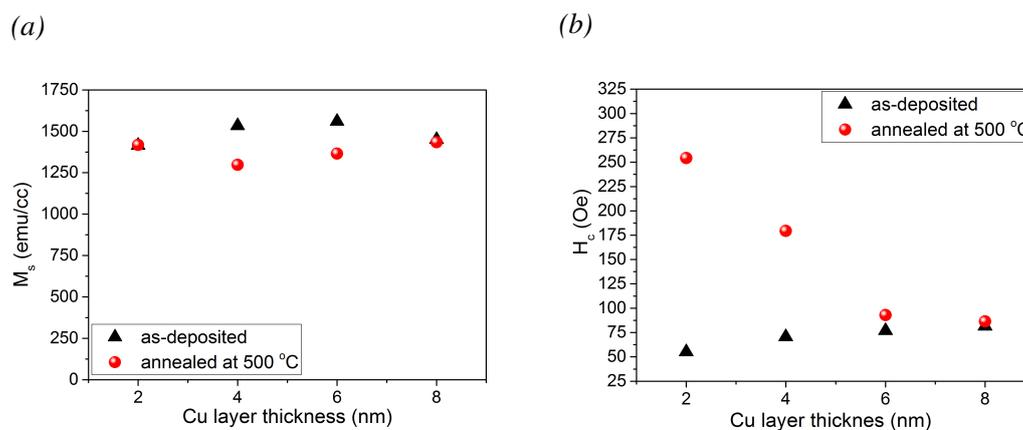 (a)
(b)
1750
1500
1250
1000
750
500
250
0
M_s (emu/cc)
as-deposited
annealed at 500 °C
2 4 6 8
Cu layer thickness (nm)
325
300
275
250
225
200
175
150
125
100
75
50
25
H_c (Oe)
as-deposited
annealed at 500 °C
2 4 6 8
Cu layer thicknes (nm)